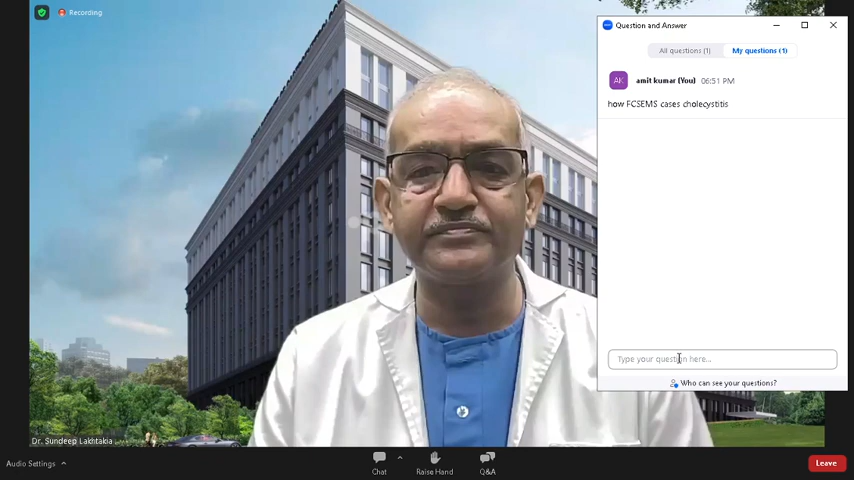 Recording
Question and Answer
All questions (1)
My questions (1)
AK
amit kumar (You) 06:51 PM
how FCSEMS cases cholecystitis
Type your question here...
Who can see your questions?
Dr. Sundeep Lakhtakia
Audio Settings
Chat
Raise Hand
Q&A
Leave